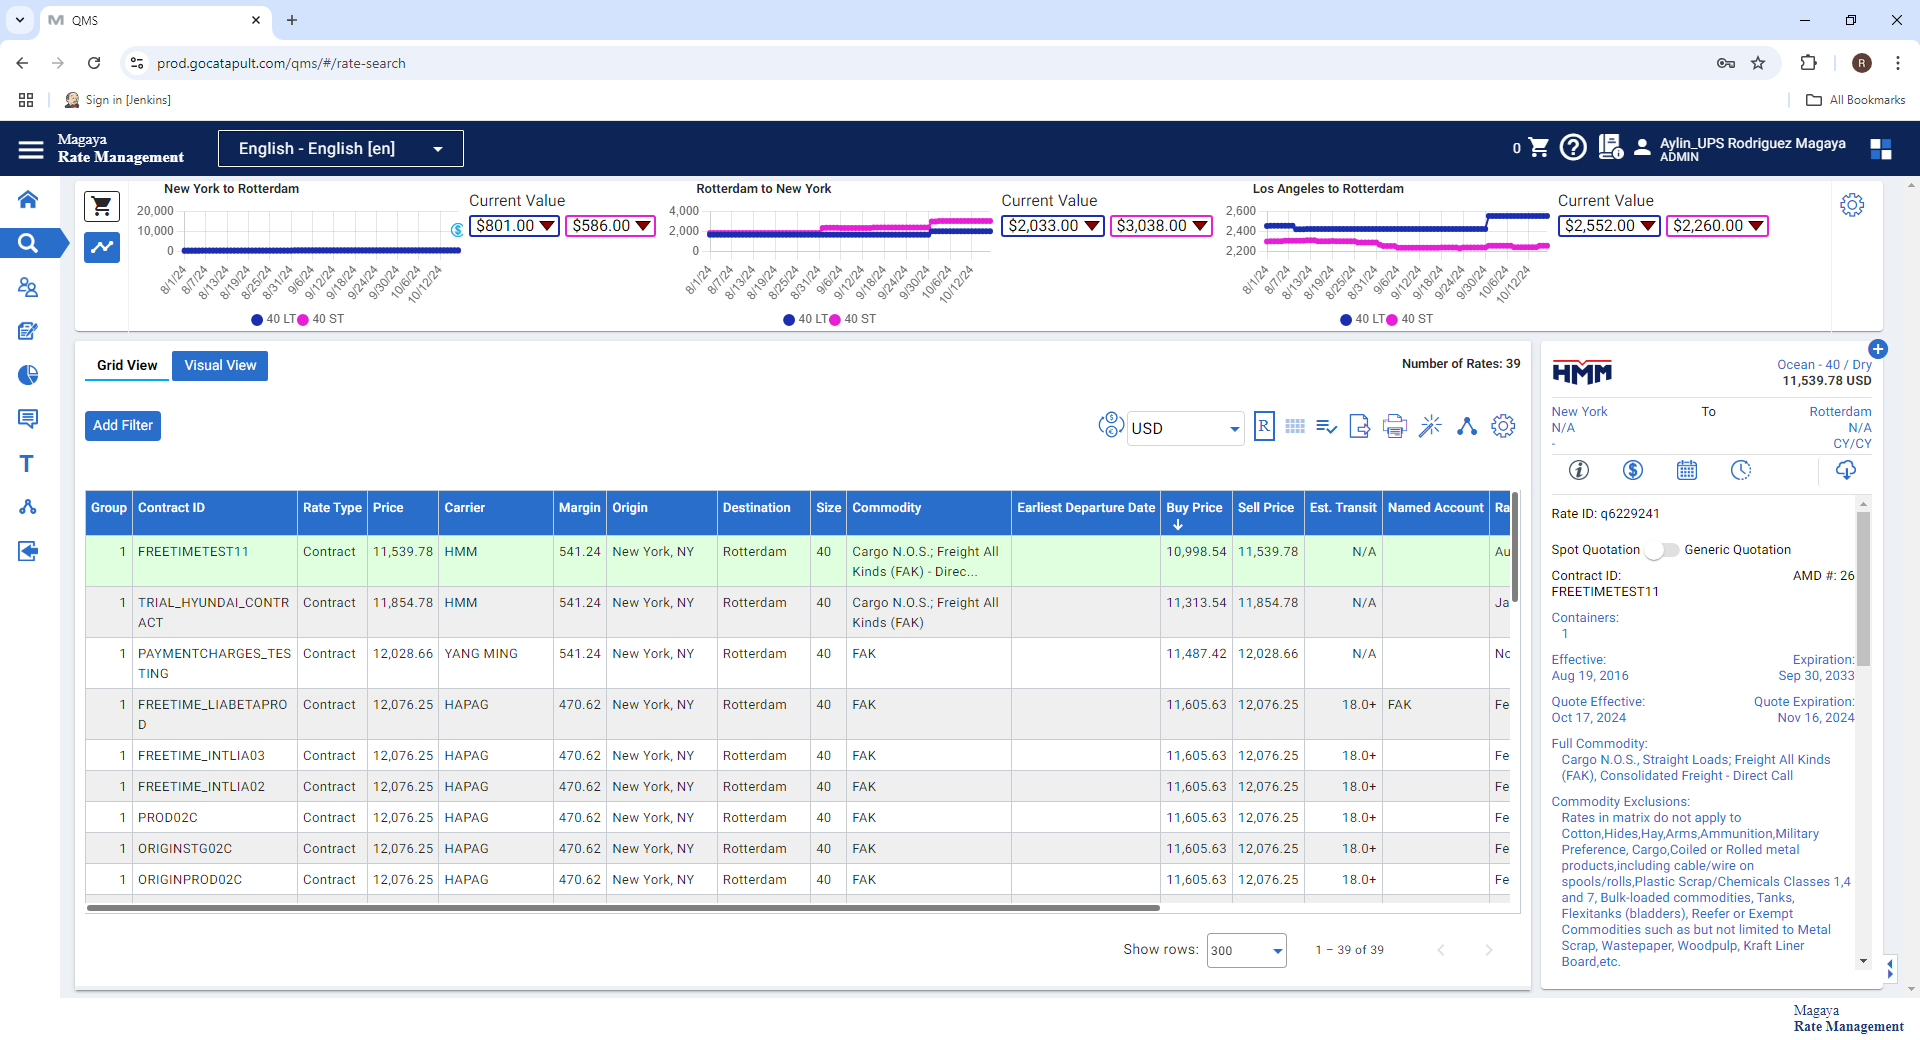 QMS
prod.gocatapult.com/qms/#/rate-search
R
Sign in [Jenkins]
All Bookmarks
Magaya
Rate Management
English - English [en]
0
Aylin_UPS Rodriguez Magaya
ADMIN
New York to Rotterdam
20,000
10,000
0
8/1/24 8/7/24 8/13/24 8/19/24 8/25/24 8/31/24 9/6/24 9/12/24 9/18/24 9/24/24 9/30/24 10/6/24 10/12/24
40 LT 40 ST
Current Value
$801.00 $586.00
Rotterdam to New York
4,000
2,000
0
8/1/24 8/7/24 8/13/24 8/19/24 8/25/24 8/31/24 9/6/24 9/12/24 9/18/24 9/24/24 9/30/24 10/6/24 10/12/24
40 LT 40 ST
Current Value
$2,033.00 $3,038.00
Los Angeles to Rotterdam
2,600
2,400
2,200
8/1/24 8/7/24 8/13/24 8/19/24 8/25/24 8/31/24 9/6/24 9/12/24 9/18/24 9/24/24 9/30/24 10/6/24 10/12/24
40 LT 40 ST
Current Value
$2,552.00 $2,260.00
T
Grid View Visual View
Number of Rates: 39
Add Filter
USD
R
Group Contract ID Rate Type Price Carrier Margin Origin Destination Size Commodity Earliest Departure Date Buy Price Sell Price Est. Transit Named Account Ra
1 FREETIMETEST11 Contract 11,539.78 HMM 541.24 New York, NY Rotterdam 40 Cargo N.O.S.; Freight All 10,998.54 11,539.78 N/A Au
Kinds (FAK) - Direc...
1 TRIAL_HYUNDAI_CONTR Contract 11,854.78 HMM 541.24 New York, NY Rotterdam 40 Cargo N.O.S.; Freight All 11,313.54 11,854.78 N/A Ja
ACT Kinds (FAK)
1 PAYMENTCHARGES_TES Contract 12,028.66 YANG MING 541.24 New York, NY Rotterdam 40 FAK 11,487.42 12,028.66 N/A No
TING
1 FREETIME_LIABETAPRO Contract 12,076.25 HAPAG 470.62 New York, NY Rotterdam 40 FAK 11,605.63 12,076.25 18.0+ FAK Fe
D
1 FREETIME_INTLIA03 Contract 12,076.25 HAPAG 470.62 New York, NY Rotterdam 40 FAK 11,605.63 12,076.25 18.0+ Fe
1 FREETIME_INTLIA02 Contract 12,076.25 HAPAG 470.62 New York, NY Rotterdam 40 FAK 11,605.63 12,076.25 18.0+ Fe
1 PROD02C Contract 12,076.25 HAPAG 470.62 New York, NY Rotterdam 40 FAK 11,605.63 12,076.25 18.0+ Fe
1 ORIGINSTG02C Contract 12,076.25 HAPAG 470.62 New York, NY Rotterdam 40 FAK 11,605.63 12,076.25 18.0+ Fe
1 ORIGINPROD02C Contract 12,076.25 HAPAG 470.62 New York, NY Rotterdam 40 FAK 11,605.63 12,076.25 18.0+ Fe
Show rows: 300 1 – 39 of 39
HMM
Ocean - 40 / Dry
11,539.78 USD
New York To Rotterdam
N/A N/A
- CY/CY
Rate ID: q6229241
Spot Quotation Generic Quotation
Contract ID: AMD #: 26
FREETIMETEST11
Containers:
1
Effective: Expiration:
Aug 19, 2016 Sep 30, 2033
Quote Effective: Quote Expiration:
Oct 17, 2024 Nov 16, 2024
Full Commodity:
Cargo N.O.S., Straight Loads; Freight All Kinds
(FAK), Consolidated Freight - Direct Call
Commodity Exclusions:
Rates in matrix do not apply to
Cotton,Hides,Hay,Arms,Ammunition,Military
Preference, Cargo,Coiled or Rolled metal
products,including cable/wire on
spools/rolls,Plastic Scrap/Chemicals Classes 1,4
and 7, Bulk-loaded commodities, Tanks,
Flexitanks (bladders), Reefer or Exempt
Commodities such as but not limited to Metal
Scrap, Wastepaper, Woodpulp, Kraft Liner
Board,etc.
Magaya
Rate Management